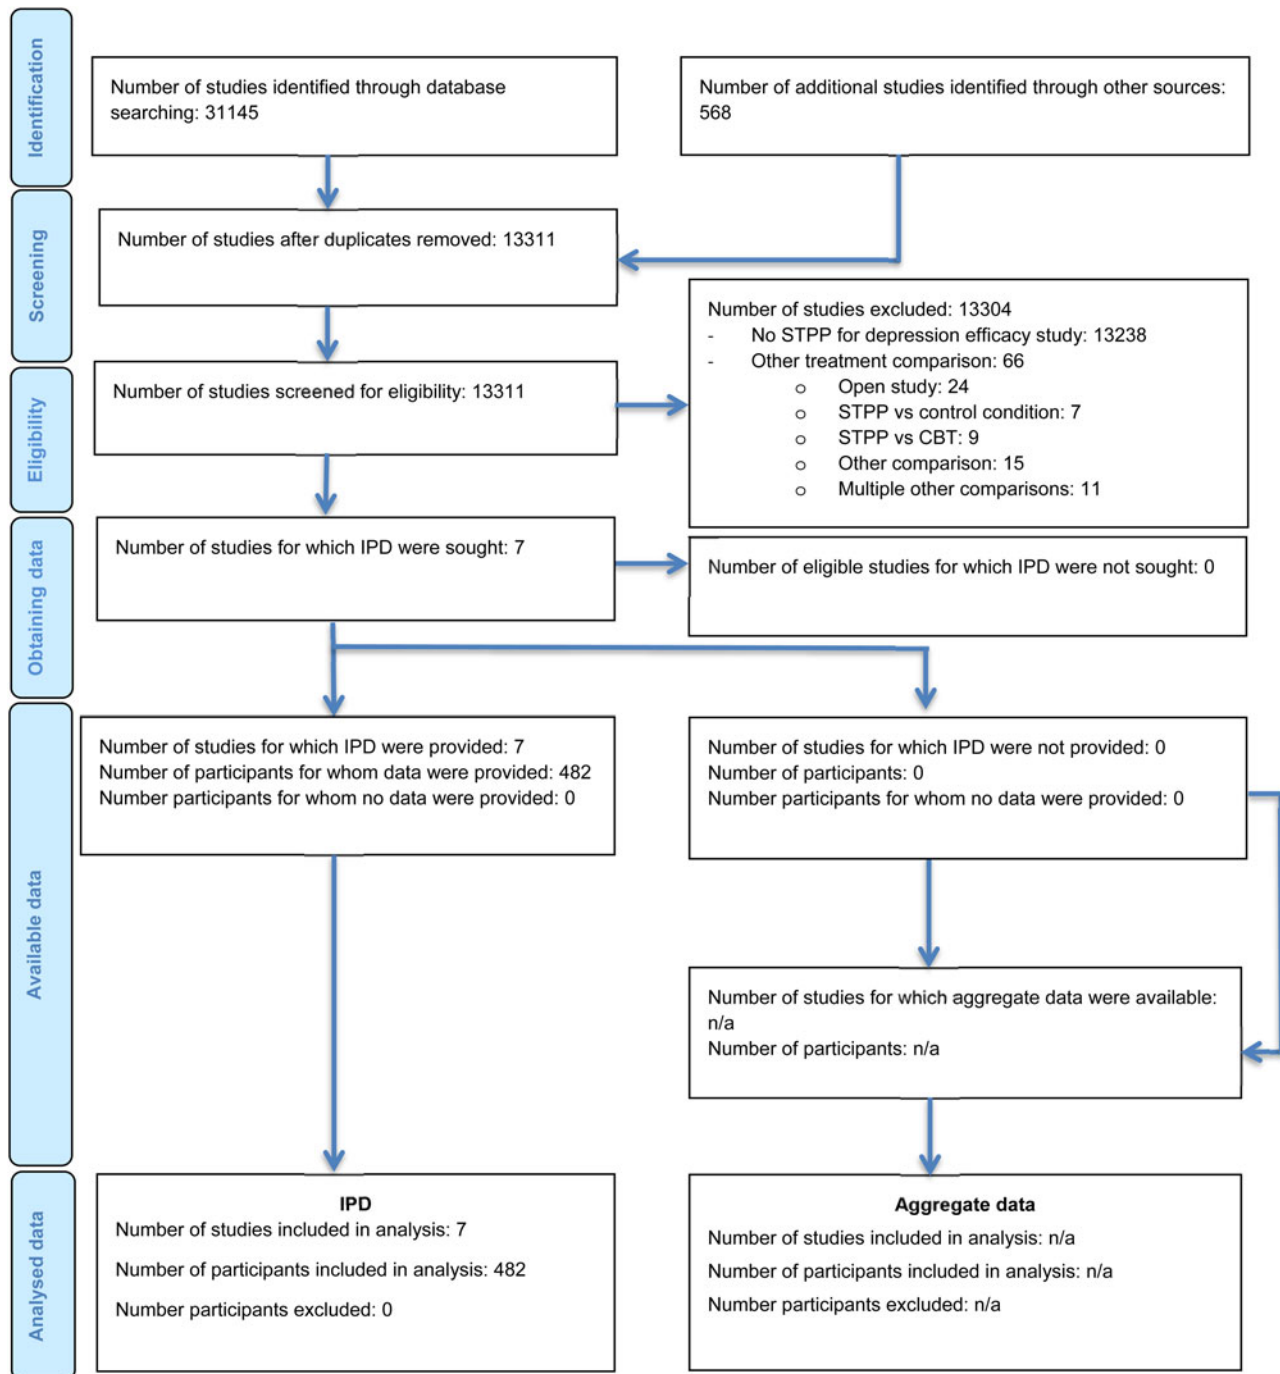 Identification
Number of studies identified through database
searching: 31145
Number of additional studies identified through other sources:
568
Screening
Number of studies after duplicates removed: 13311
Number of studies excluded: 13304
- No STPP for depression efficacy study: 13238
- Other treatment comparison: 66
o Open study: 24
o STPP vs control condition: 7
o STPP vs CBT: 9
o Other comparison: 15
o Multiple other comparisons: 11
Eligibility
Number of studies screened for eligibility: 13311
Obtaining data
Number of studies for which IPD were sought: 7
Number of eligible studies for which IPD were not sought: 0
Available data
Number of studies for which IPD were provided: 7
Number of participants for whom data were provided: 482
Number participants for whom no data were provided: 0
Number of studies for which IPD were not provided: 0
Number of participants: 0
Number participants for whom no data were provided: 0
Number of studies for which aggregate data were available:
n/a
Number of participants: n/a
Analysed data
IPD
Number of studies included in analysis: 7
Number of participants included in analysis: 482
Number participants excluded: 0
Aggregate data
Number of studies included in analysis: n/a
Number of participants included in analysis: n/a
Number participants excluded: n/a